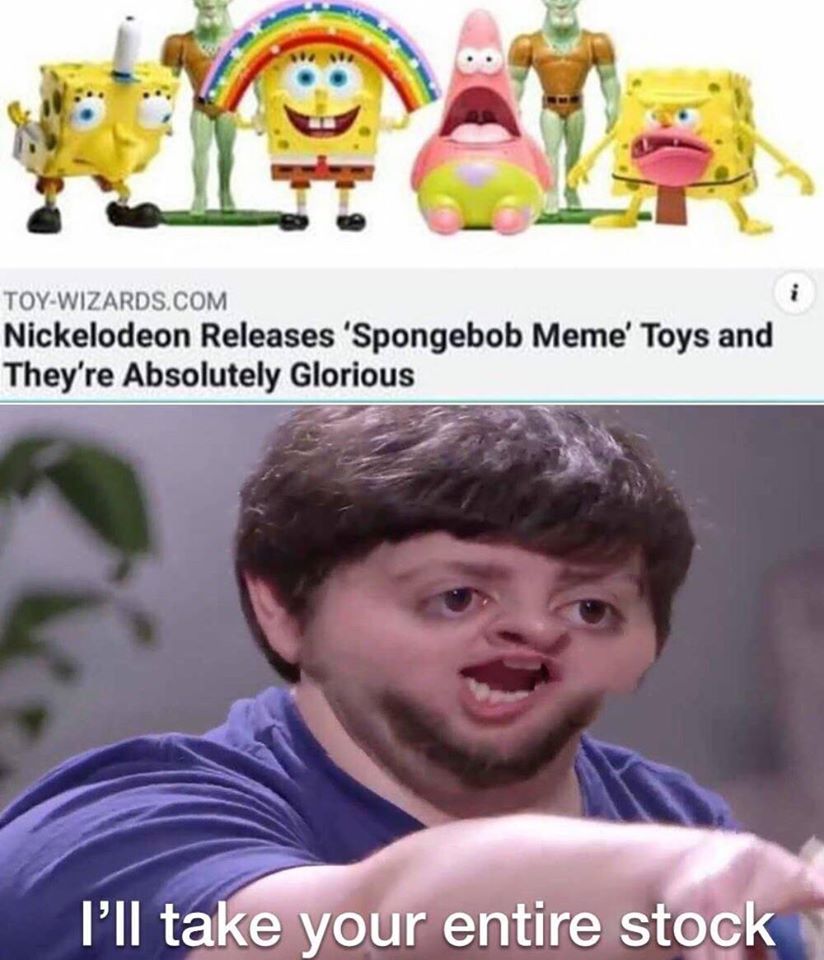 TOY-WIZARDS.COM
i
Nickelodeon Releases 'Spongebob Meme' Toys and
They're Absolutely Glorious
I'll take your entire stock